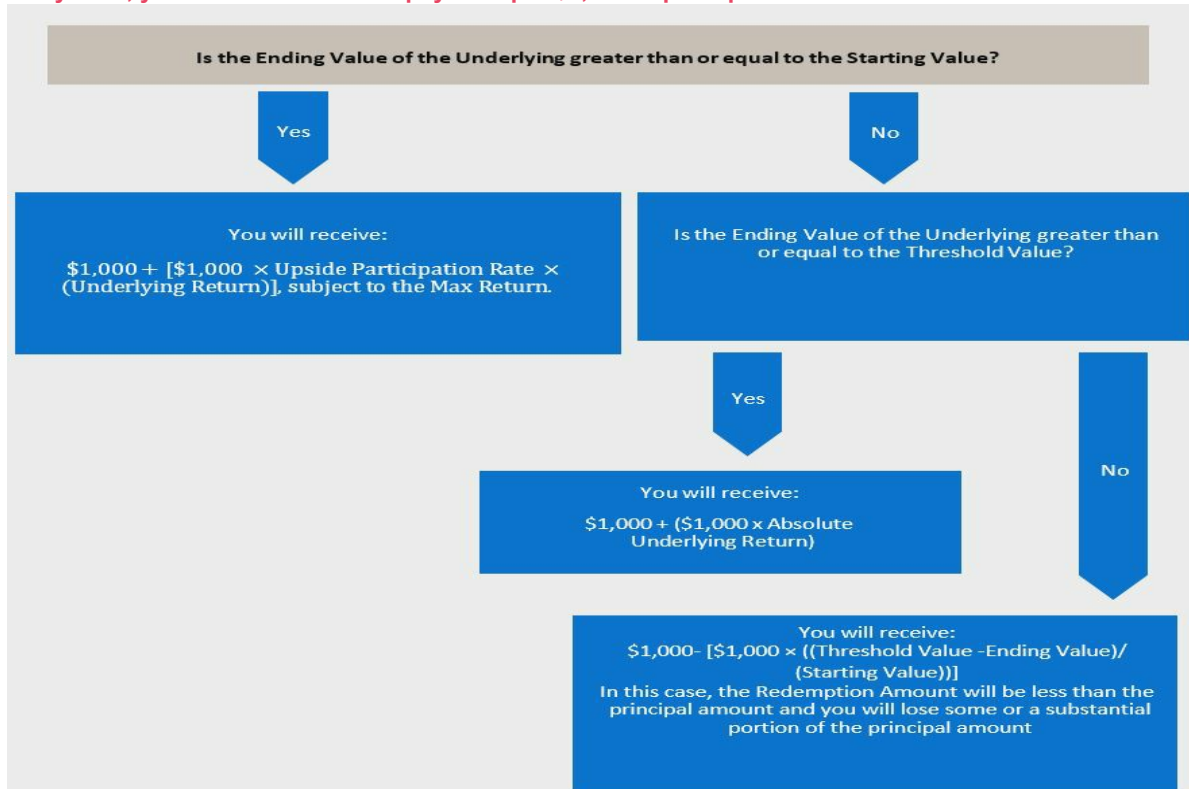 Is the Ending Value of the Underlying greater than or equal to the Starting Value?
Yes
No
You will receive:
$1,000 + [$1,000 × Upside Participation Rate ×
(Underlying Return)], subject to the Max Return.
Is the Ending Value of the Underlying greater than
or equal to the Threshold Value?
Yes
No
You will receive:
$1,000 + ($1,000 x Absolute
Underlying Return)
You will receive:
$1,000- [$1,000 × ((Threshold Value -Ending Value)/
(Starting Value))]
In this case, the Redemption Amount will be less than the
principal amount and you will lose some or a substantial
portion of the principal amount